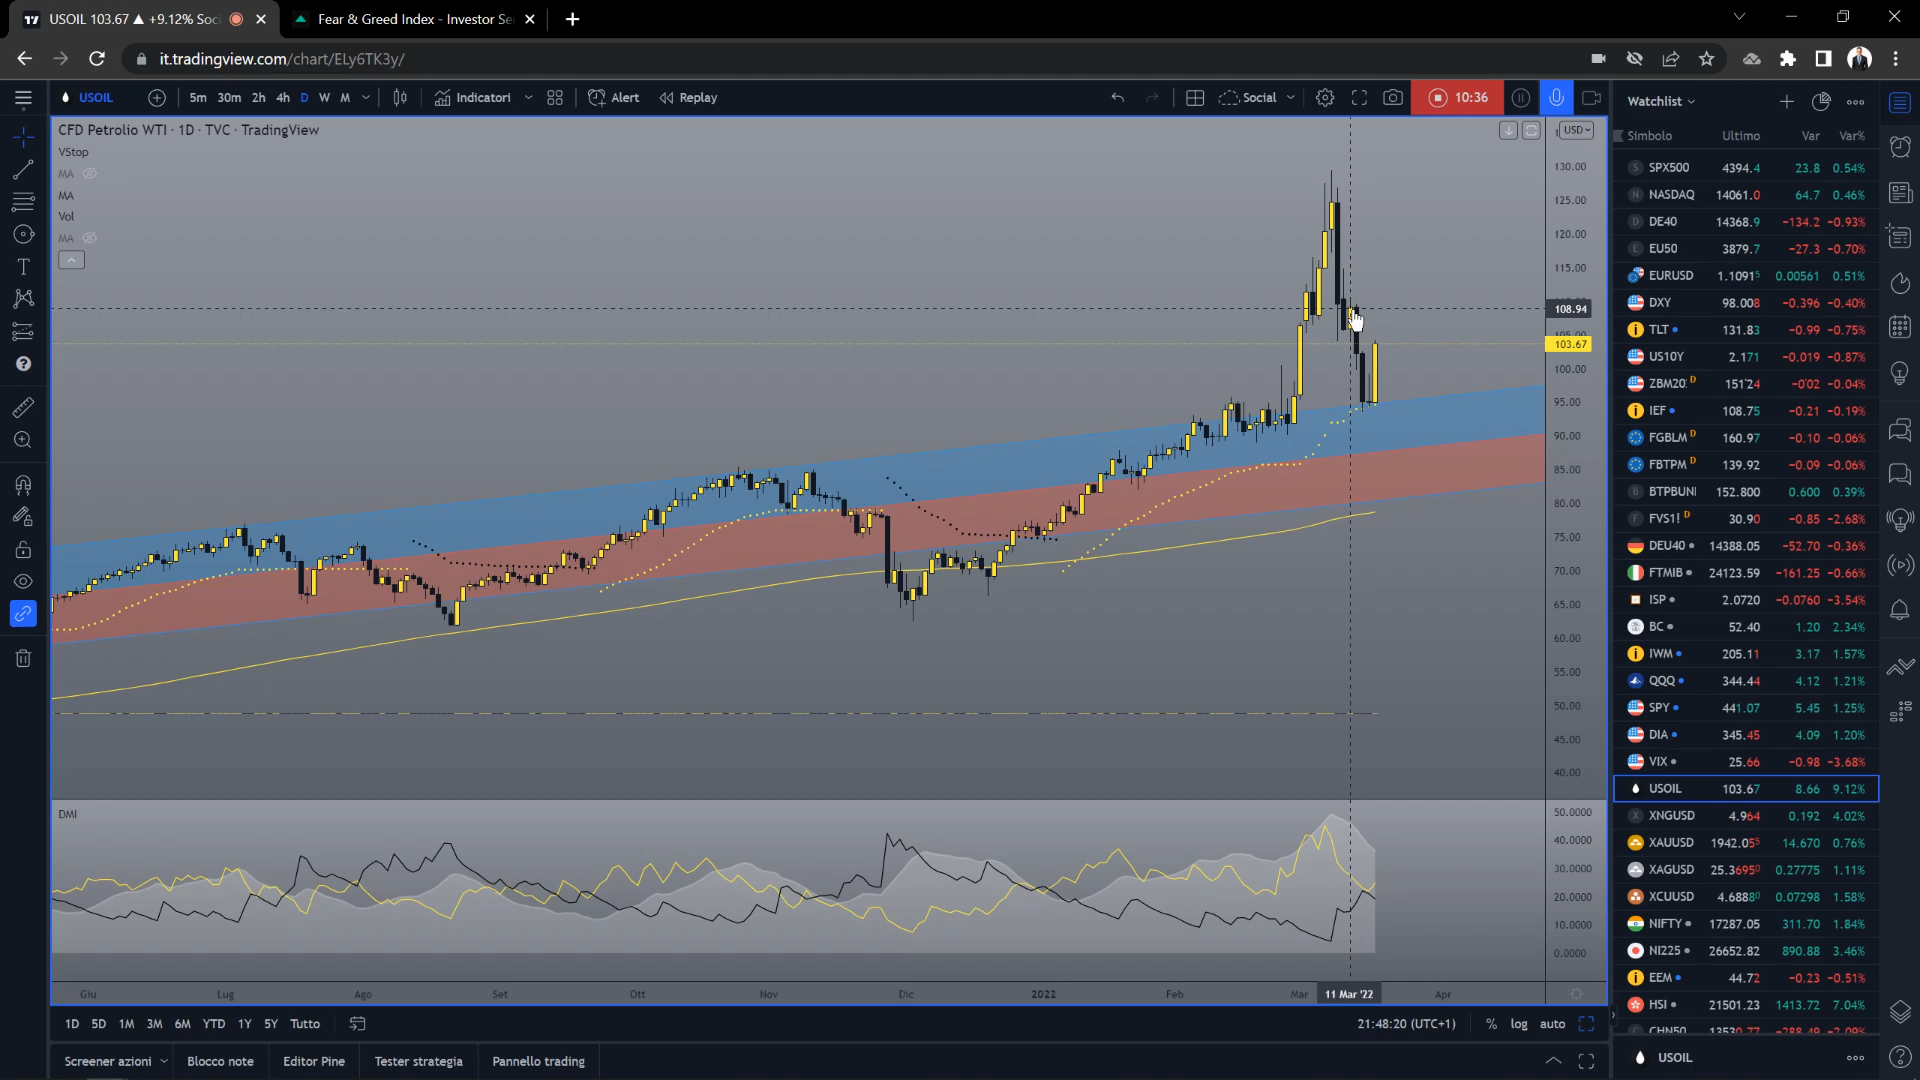 USOIL 103.67 ▲ +9.12% Soci
Fear & Greed Index - Investor Se
it.tradingview.com/chart/ELy6TK3y/
USOIL 5m 30m 2h 4h D W M Indicatori Alert Replay Social 10:36
CFD Petrolio WTI · 1D · TVC · TradingView
VStop
MA
MA
Vol
MA
USD
130.00
125.00
120.00
115.00
108.94
105.00
103.67
100.00
95.00
90.00
85.00
80.00
75.00
70.00
65.00
60.00
55.00
50.00
45.00
40.00
DMI
50.0000
40.0000
30.0000
20.0000
10.0000
0.0000
Giu Lug Ago Set Ott Nov Dic 2022 Feb Mar 11 Mar '22 Apr
1D 5D 1M 3M 6M YTD 1Y 5Y Tutto 21:48:20 (UTC+1) % log auto
Screener azioni Blocco note Editor Pine Tester strategia Pannello trading
Watchlist
Simbolo Ultimo Var Var%
SPX500 4394.4 23.8 0.54%
NASDAQ 14061.0 64.7 0.46%
DE40 14368.9 −134.2 −0.93%
EU50 3879.7 −27.3 −0.70%
EURUSD 1.10915 0.00561 0.51%
DXY 98.008 −0.396 −0.40%
TLT 131.83 −0.99 −0.75%
US10Y 2.171 −0.019 −0.87%
ZBM20 D 151'24 −0'02 −0.04%
IEF 108.75 −0.21 −0.19%
FGBLM D 160.97 −0.10 −0.06%
FBTPM D 139.92 −0.09 −0.06%
BTPBUNI 152.800 0.600 0.39%
FVS1! D 30.90 −0.85 −2.68%
DEU40 14388.05 −52.70 −0.36%
FTMIB 24123.59 −161.25 −0.66%
ISP 2.0720 −0.0760 −3.54%
BC 52.40 1.20 2.34%
IWM 205.11 3.17 1.57%
QQQ 344.44 4.12 1.21%
SPY 441.07 5.45 1.25%
DIA 345.45 4.09 1.20%
VIX 25.66 −0.98 −3.68%
USOIL 103.67 8.66 9.12%
XNGUSD 4.964 0.192 4.02%
XAUUSD 1942.055 14.670 0.76%
XAGUSD 25.36950 0.27775 1.11%
XCUUSD 4.68880 0.07298 1.58%
NIFTY 17287.05 311.70 1.84%
NI225 26652.82 890.88 3.46%
EEM 44.72 −0.23 −0.51%
HSI 21501.23 1413.72 7.04%
CHN50 13530.77 −288.49 −2.09%
USOIL